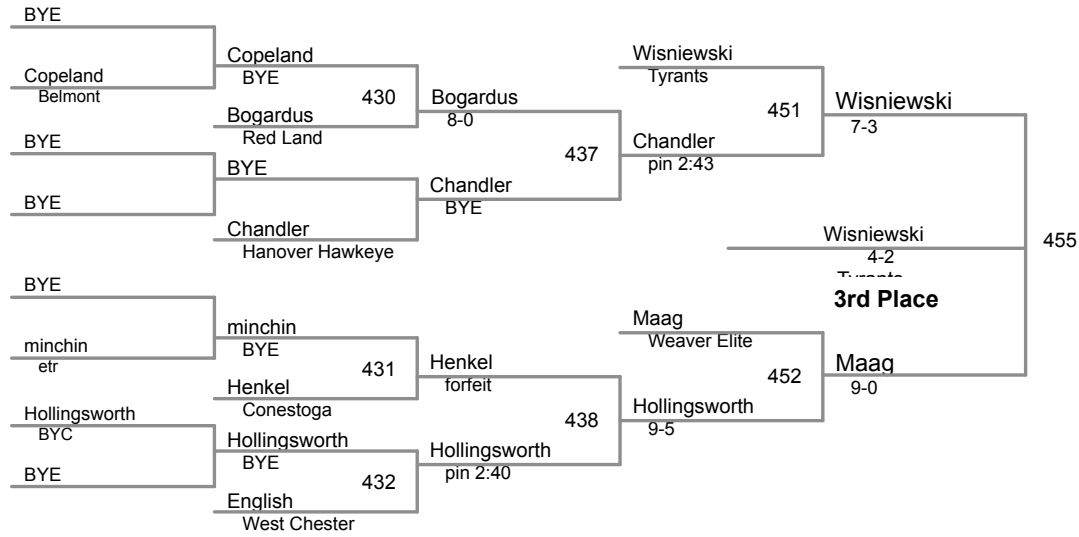 BYE
Copeland
Belmont
BYE
BYE
Copeland
BYE
430
Bogardus
Red Land
BYE
Chandler
Hanover Hawkeye
Bogardus
8-0
437
Chandler
BYE
Wisniewski
Tyrants
451
Chandler
pin 2:43
Wisniewski
7-3
Wisniewski
4-2
Tyrants
3rd Place
455
BYE
minchin
etr
Hollingsworth
BYC
BYE
minchin
BYE
431
Henkel
Conestoga
Hollingsworth
BYE
432
English
West Chester
Henkel
forfeit
438
Hollingsworth
pin 2:40
Maag
Weaver Elite
452
Hollingsworth
9-5
Maag
9-0